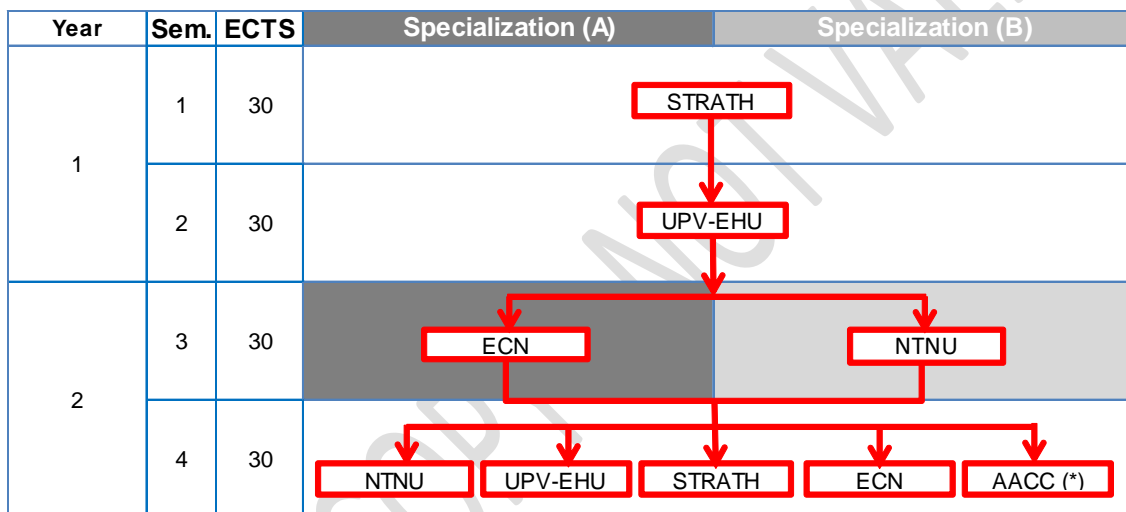 Year Sem. ECTS Specialization (A) Specialization (B)
1 30 STRATH
1
2 30 UPV-EHU
3 30 ECN NTNU
2
4 30 NTNU UPV-EHU STRATH ECN AACC (*)
NOT